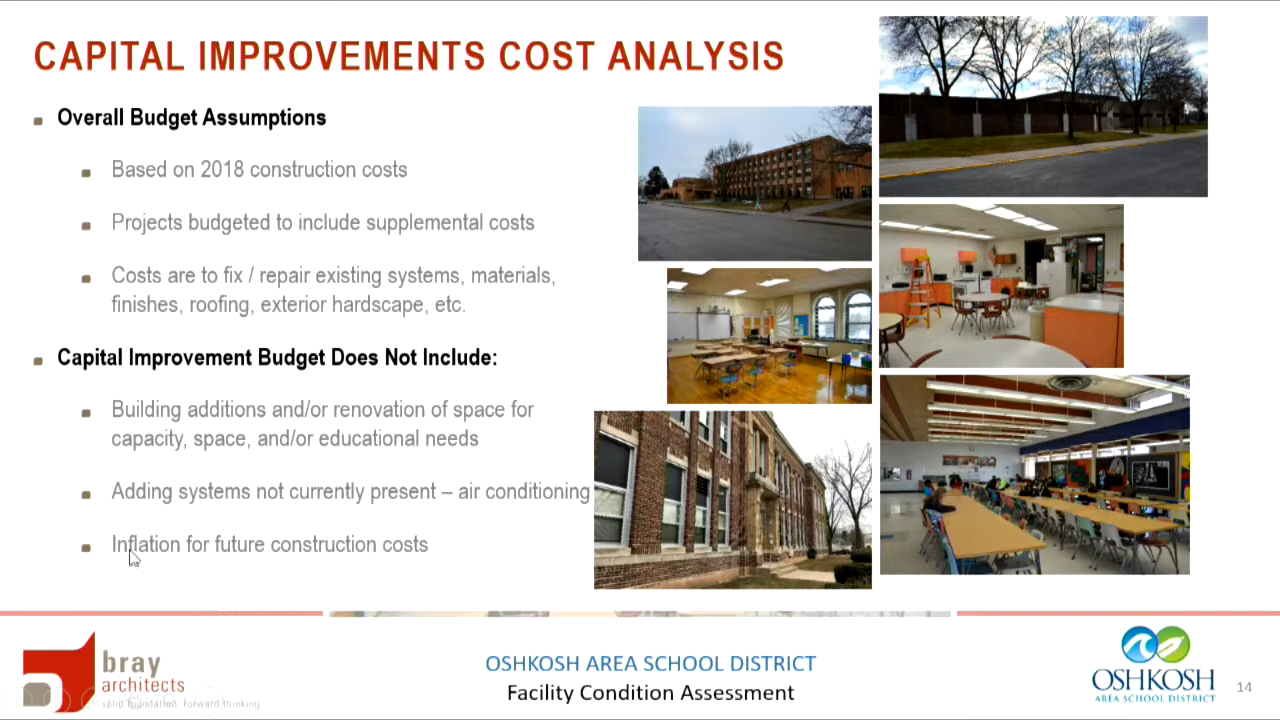 CAPITAL IMPROVEMENTS COST ANALYSIS
Overall Budget Assumptions
Based on 2018 construction costs
Projects budgeted to include supplemental costs
Costs are to fix / repair existing systems, materials,
finishes, roofing, exterior hardscape, etc.
Capital Improvement Budget Does Not Include:
Building additions and/or renovation of space for
capacity, space, and/or educational needs
Adding systems not currently present – air conditioning
Inflation for future construction costs
bray
architects
solid foundation. forward thinking.
OSHKOSH AREA SCHOOL DISTRICT
Facility Condition Assessment
OSHKOSH
AREA SCHOOL DISTRICT
14